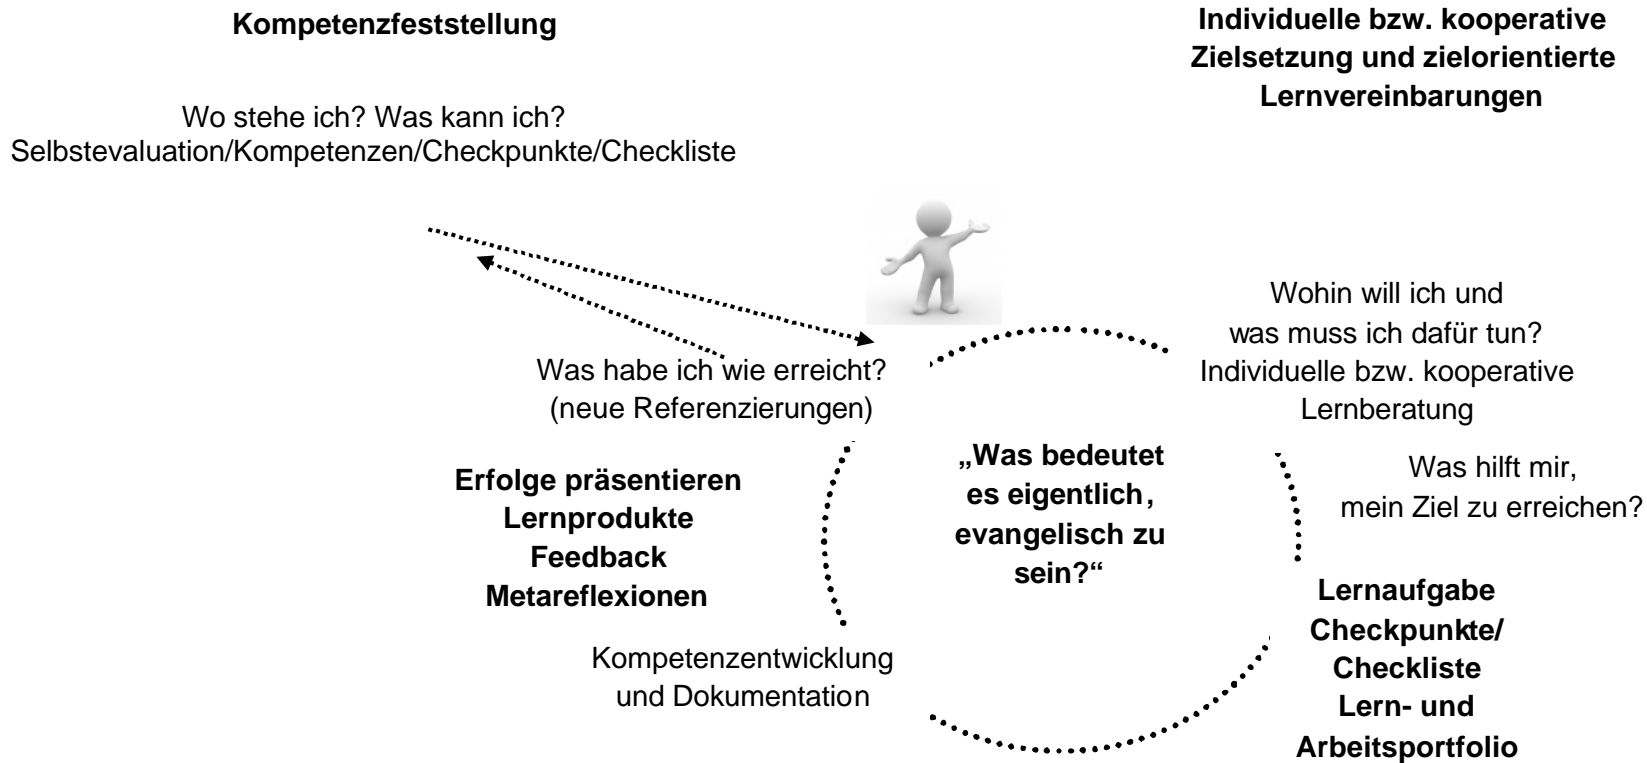 Kompetenzfeststellung
Individuelle bzw. kooperative
Zielsetzung und zielorientierte
Lernvereinbarungen
Wo stehe ich? Was kann ich?
Selbstevaluation/Kompetenzen/Checkpunkte/Checkliste
Wohin will ich und
was muss ich dafür tun?
Individuelle bzw. kooperative
Lernberatung
Was habe ich wie erreicht?
(neue Referenzierungen)
„Was bedeutet
es eigentlich,
evangelisch zu
sein?“
Was hilft mir,
mein Ziel zu erreichen?
Erfolge präsentieren
Lernprodukte
Feedback
Metareflexionen
Lernaufgabe
Checkpunkte/
Checkliste
Lern- und
Arbeitsportfolio
Kompetenzentwicklung
und Dokumentation